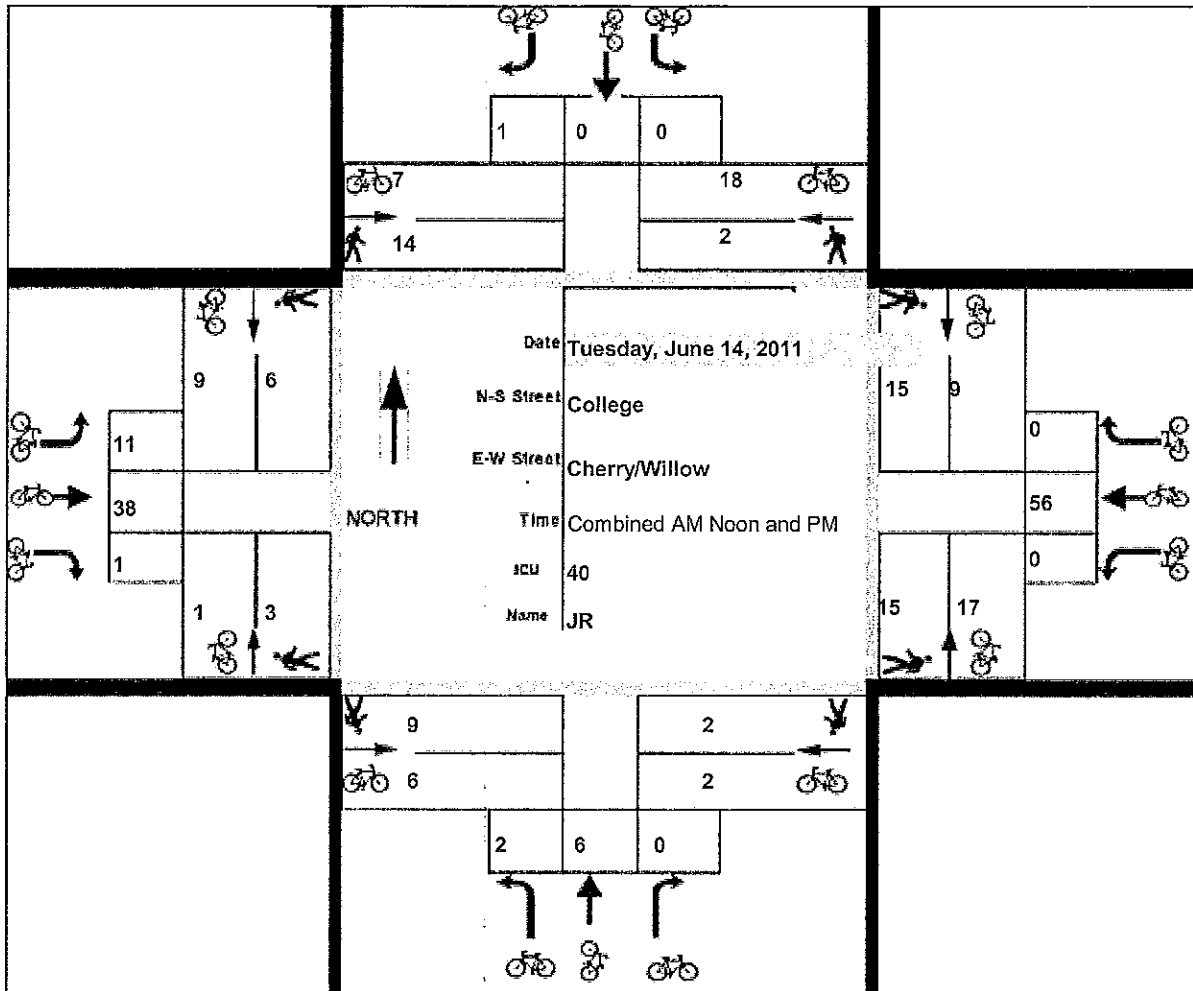 1 0 0
7 18
14 2
Date Tuesday, June 14, 2011
9 6 15 9
N-S Street College
11 0
E-W Street Cherry/Willow
38 56
NORTH Time Combined AM Noon and PM
1 0
ICU 40
1 3 15 17
Name JR
9 2
6 2
2 6 0